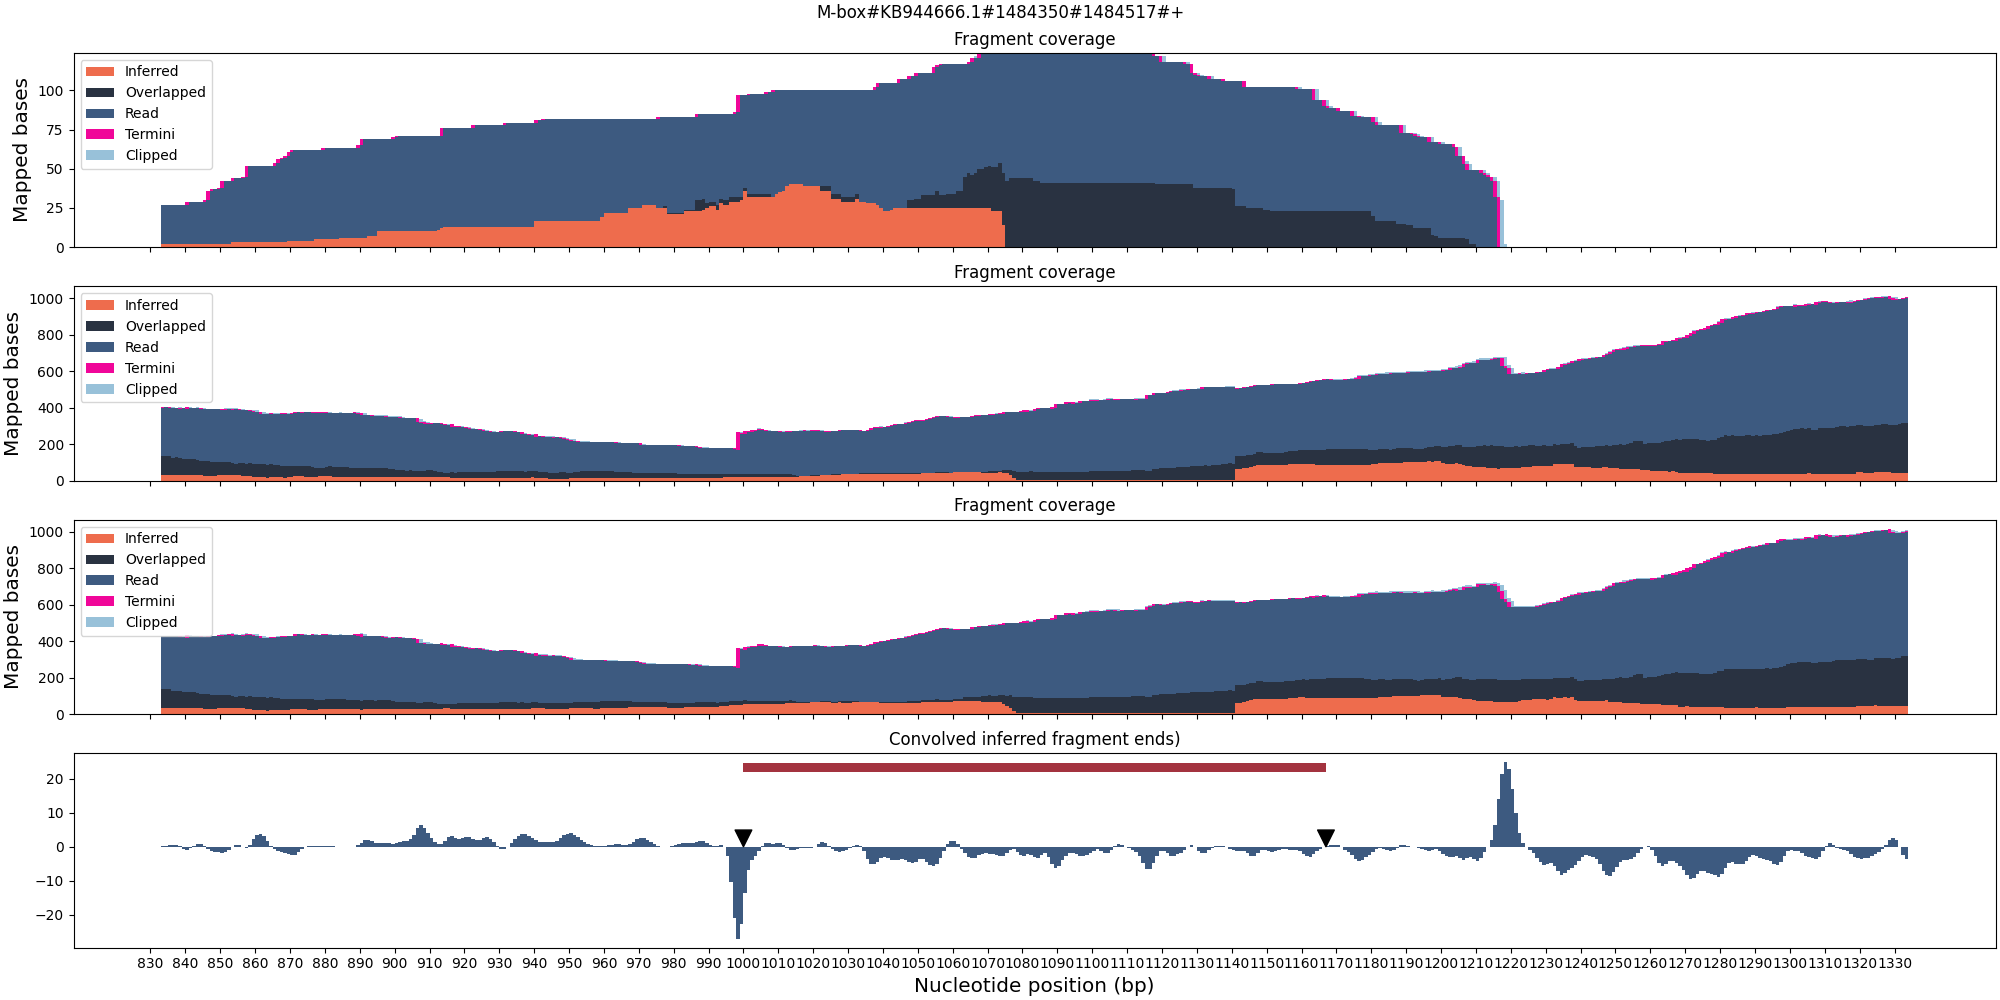 M-box#KB944666.1#1484350#1484517#+
Fragment coverage
Mapped bases
100
75
50
25
0
Inferred
Overlapped
Read
Termini
Clipped
Fragment coverage
Mapped bases
1000
800
600
400
200
0
Inferred
Overlapped
Read
Termini
Clipped
Fragment coverage
Mapped bases
1000
800
600
400
200
0
Inferred
Overlapped
Read
Termini
Clipped
Convolved inferred fragment ends)
20
10
0
−10
−20
830 840 850 860 870 880 890 900 910 920 930 940 950 960 970 980 990 1000 1010 1020 1030 1040 1050 1060 1070 1080 1090 1100 1110 1120 1130 1140 1150 1160 1170 1180 1190 1200 1210 1220 1230 1240 1250 1260 1270 1280 1290 1300 1310 1320 1330
Nucleotide position (bp)